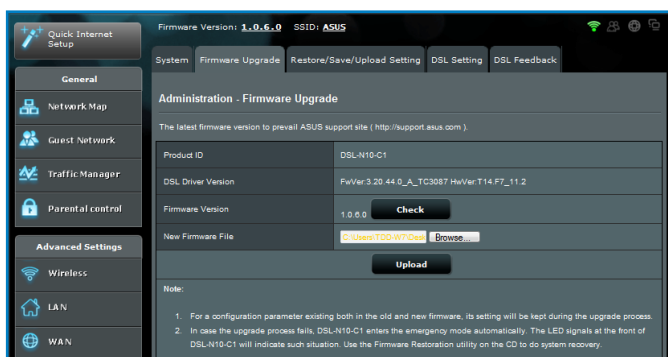 Quick Internet
Setup
Firmware Version: 1.0.6.0 SSID: ASUS
System Firmware Upgrade Restore/Save/Upload Setting DSL Setting DSL Feedback
General
Network Map
Guest Network
Traffic Manager
Parental control
Advanced Settings
Wireless
LAN
WAN
Administration - Firmware Upgrade
The latest firmware version to prevail ASUS support site ( http://support.asus.com ).
Product ID DSL-N10-C1
DSL Driver Version FwVer:3.20.44.0_A_TC3087 HwVer:T14.F7_11.2
Firmware Version 1.0.6.0 Check
New Firmware File C:\Users\TDD-W7\Desk Browse...
Upload
Note:
1. For a configuration parameter existing both in the old and new firmware, its setting will be kept during the upgrade process.
2. In case the upgrade process fails, DSL-N10-C1 enters the emergency mode automatically. The LED signals at the front of
DSL-N10-C1 will indicate such situation. Use the Firmware Restoration utility on the CD to do system recovery.